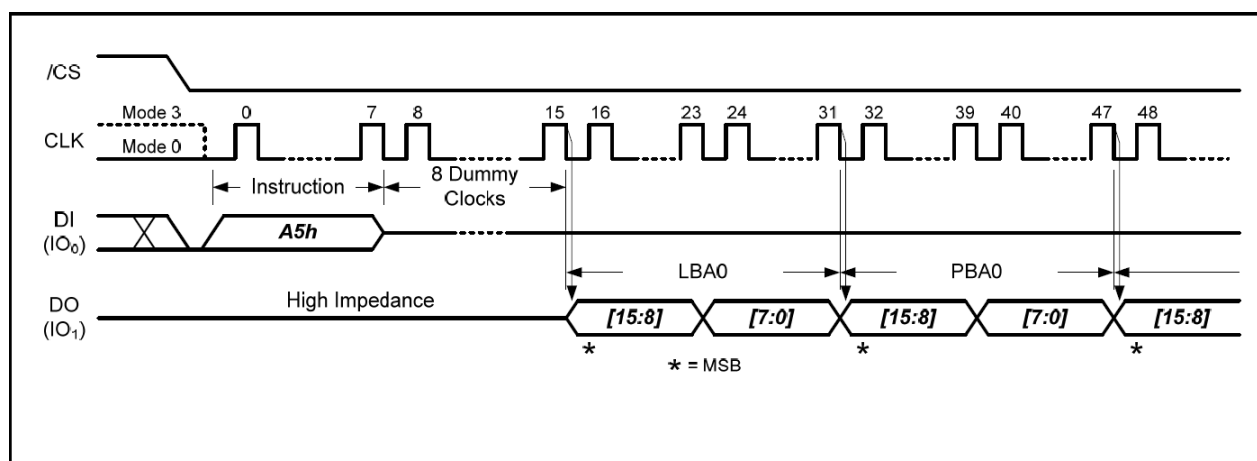 /CS
Mode 3 0 7 8 15 16 23 24 31 32 39 40 47 48
CLK
Mode 0
Instruction 8 Dummy
Clocks
DI
(IO0)
A5h
LBA0 PBA0
DO
(IO1)
High Impedance [15:8] [7:0] [15:8] [7:0] [15:8]
* * *
* = MSB